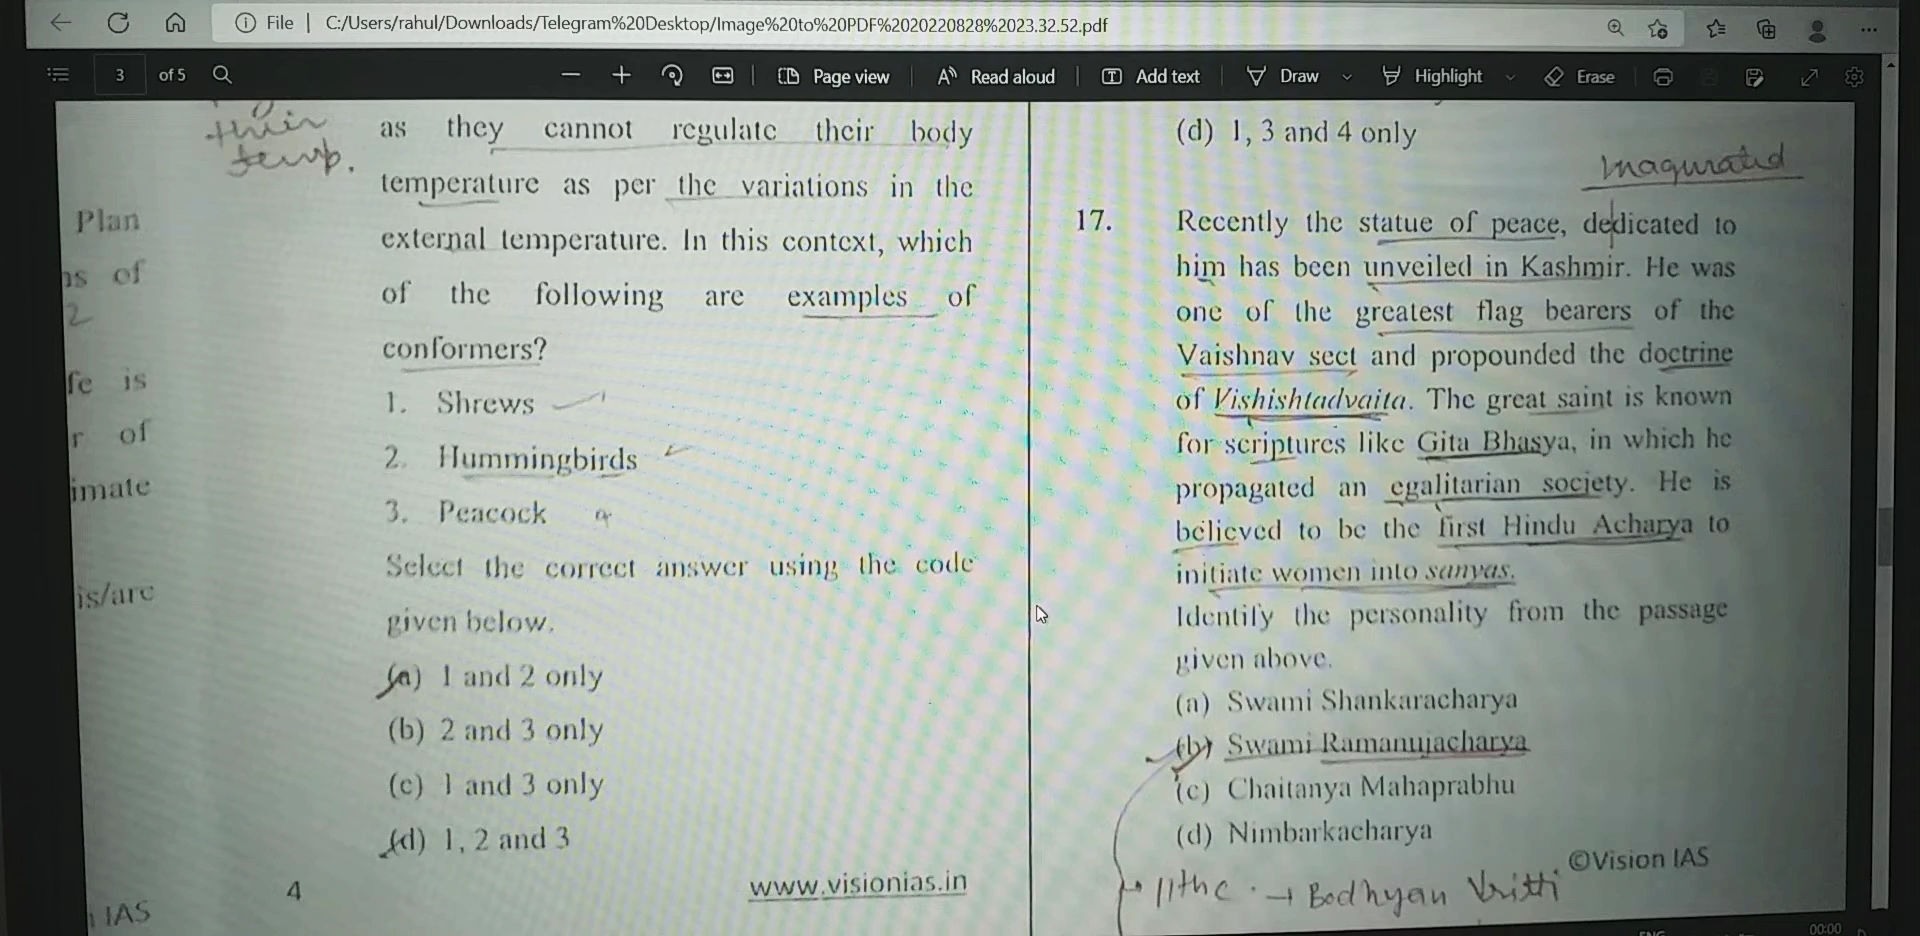 File | C:/Users/rahul/Downloads/Telegram%20Desktop/Image%20to%20PDF%2020220828%2023.32.52.pdf
3 of 5
Page view
Read aloud
Add text
Draw
Highlight
Erase
their
temp.
Plan
ns of
2
fe is
r of
imate
is/are
IAS
as they cannot regulate their body
temperature as per the variations in the
external temperature. In this context, which
of the following are examples of
conformers?
1. Shrews
2. Hummingbirds
3. Peacock
Select the correct answer using the code
given below.
(a) 1 and 2 only
(b) 2 and 3 only
(c) 1 and 3 only
(d) 1, 2 and 3
4
www.visionias.in
(d) 1, 3 and 4 only
Inagurated
17. Recently the statue of peace, dedicated to
him has been unveiled in Kashmir. He was
one of the greatest flag bearers of the
Vaishnav sect and propounded the doctrine
of Vishishtadvaita. The great saint is known
for scriptures like Gita Bhasya, in which he
propagated an egalitarian society. He is
believed to be the first Hindu Acharya to
initiate women into sanyas.
Identify the personality from the passage
given above.
(a) Swami Shankaracharya
(b) Swami Ramanujacharya
(c) Chaitanya Mahaprabhu
(d) Nimbarkacharya
©Vision IAS
11thc → Bodhyan Vritti
00:00